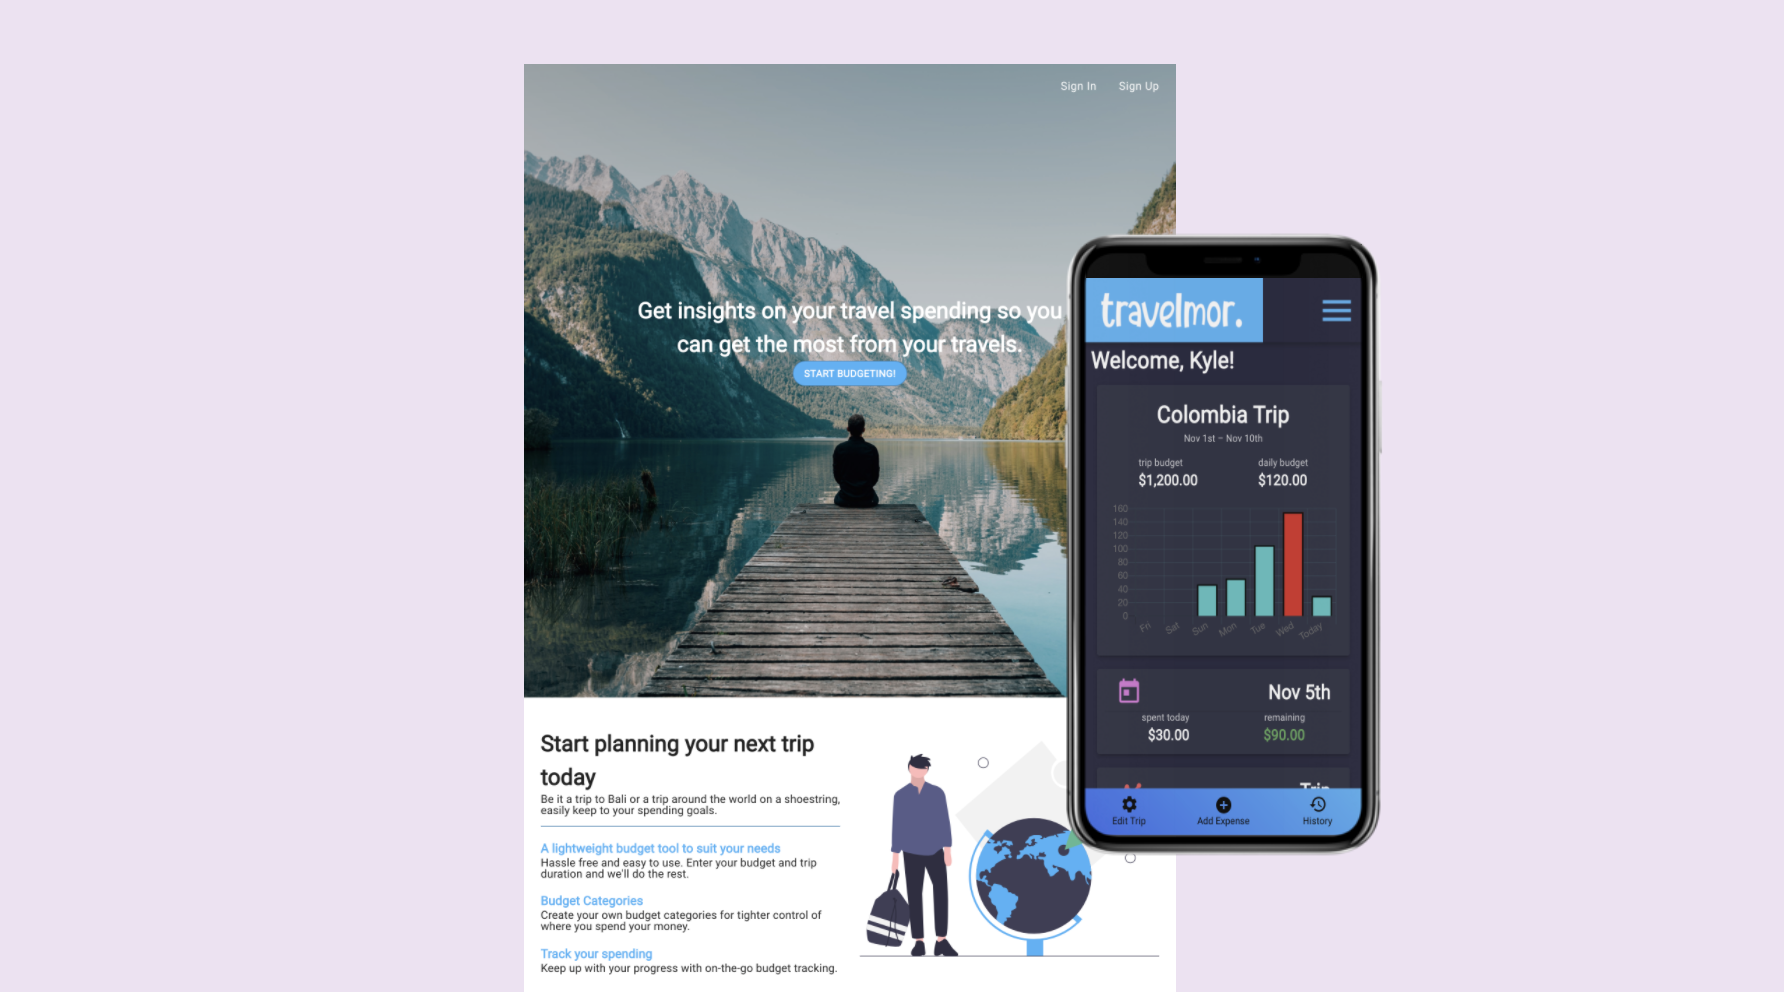 Sign In Sign Up
Get insights on your travel spending so you
can get the most from your travels.
START BUDGETING!
Start planning your next trip
today
Be it a trip to Bali or a trip around the world on a shoestring,
easily keep to your spending goals.
A lightweight budget tool to suit your needs
Hassle free and easy to use. Enter your budget and trip
duration and we'll do the rest.
Budget Categories
Create your own budget categories for tighter control of
where you spend your money.
Track your spending
Keep up with your progress with on-the-go budget tracking.
travelmor.
Welcome, Kyle!
Colombia Trip
Nov 1st – Nov 10th
trip budget daily budget
$1,200.00 $120.00
160
140
120
100
80
60
40
20
0
Fri Sat Sun Mon Tue Wed Today
Nov 5th
spent today remaining
$30.00 $90.00
Trip
Edit Trip Add Expense History